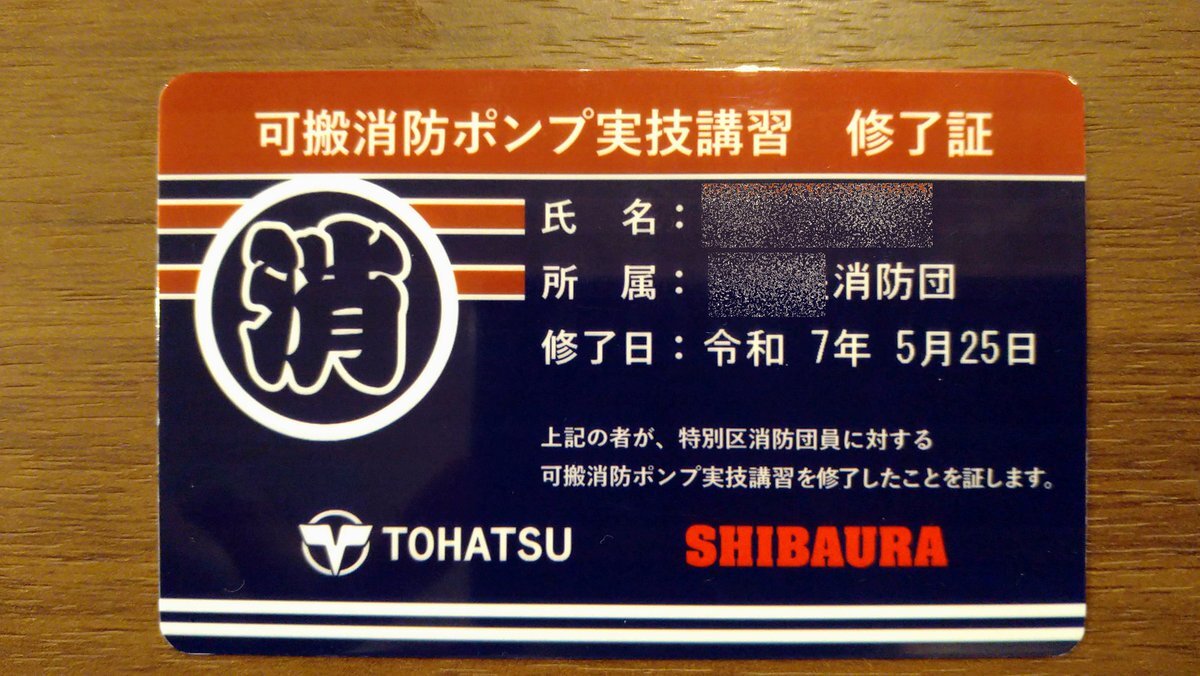 可搬消防ポンプ実技講習　修了証
消
氏　名：
所　属：　消防団
修了日：令和 7年 5月25日
上記の者が、特別区消防団員に対する
可搬消防ポンプ実技講習を修了したことを証します。
TOHATSU
SHIBAURA